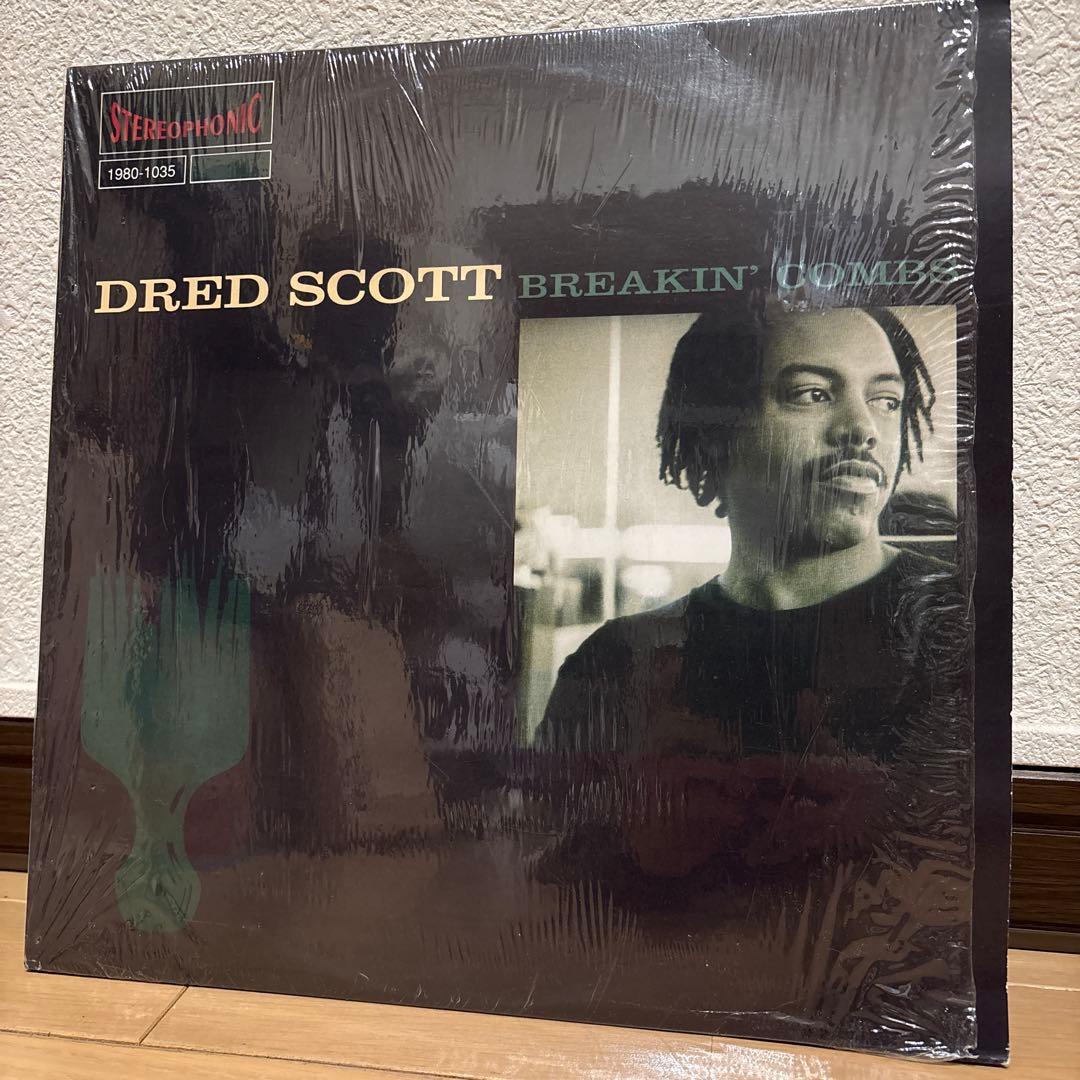 STEREOPHONIC
1980-1035
DRED SCOTT BREAKIN' COMBS